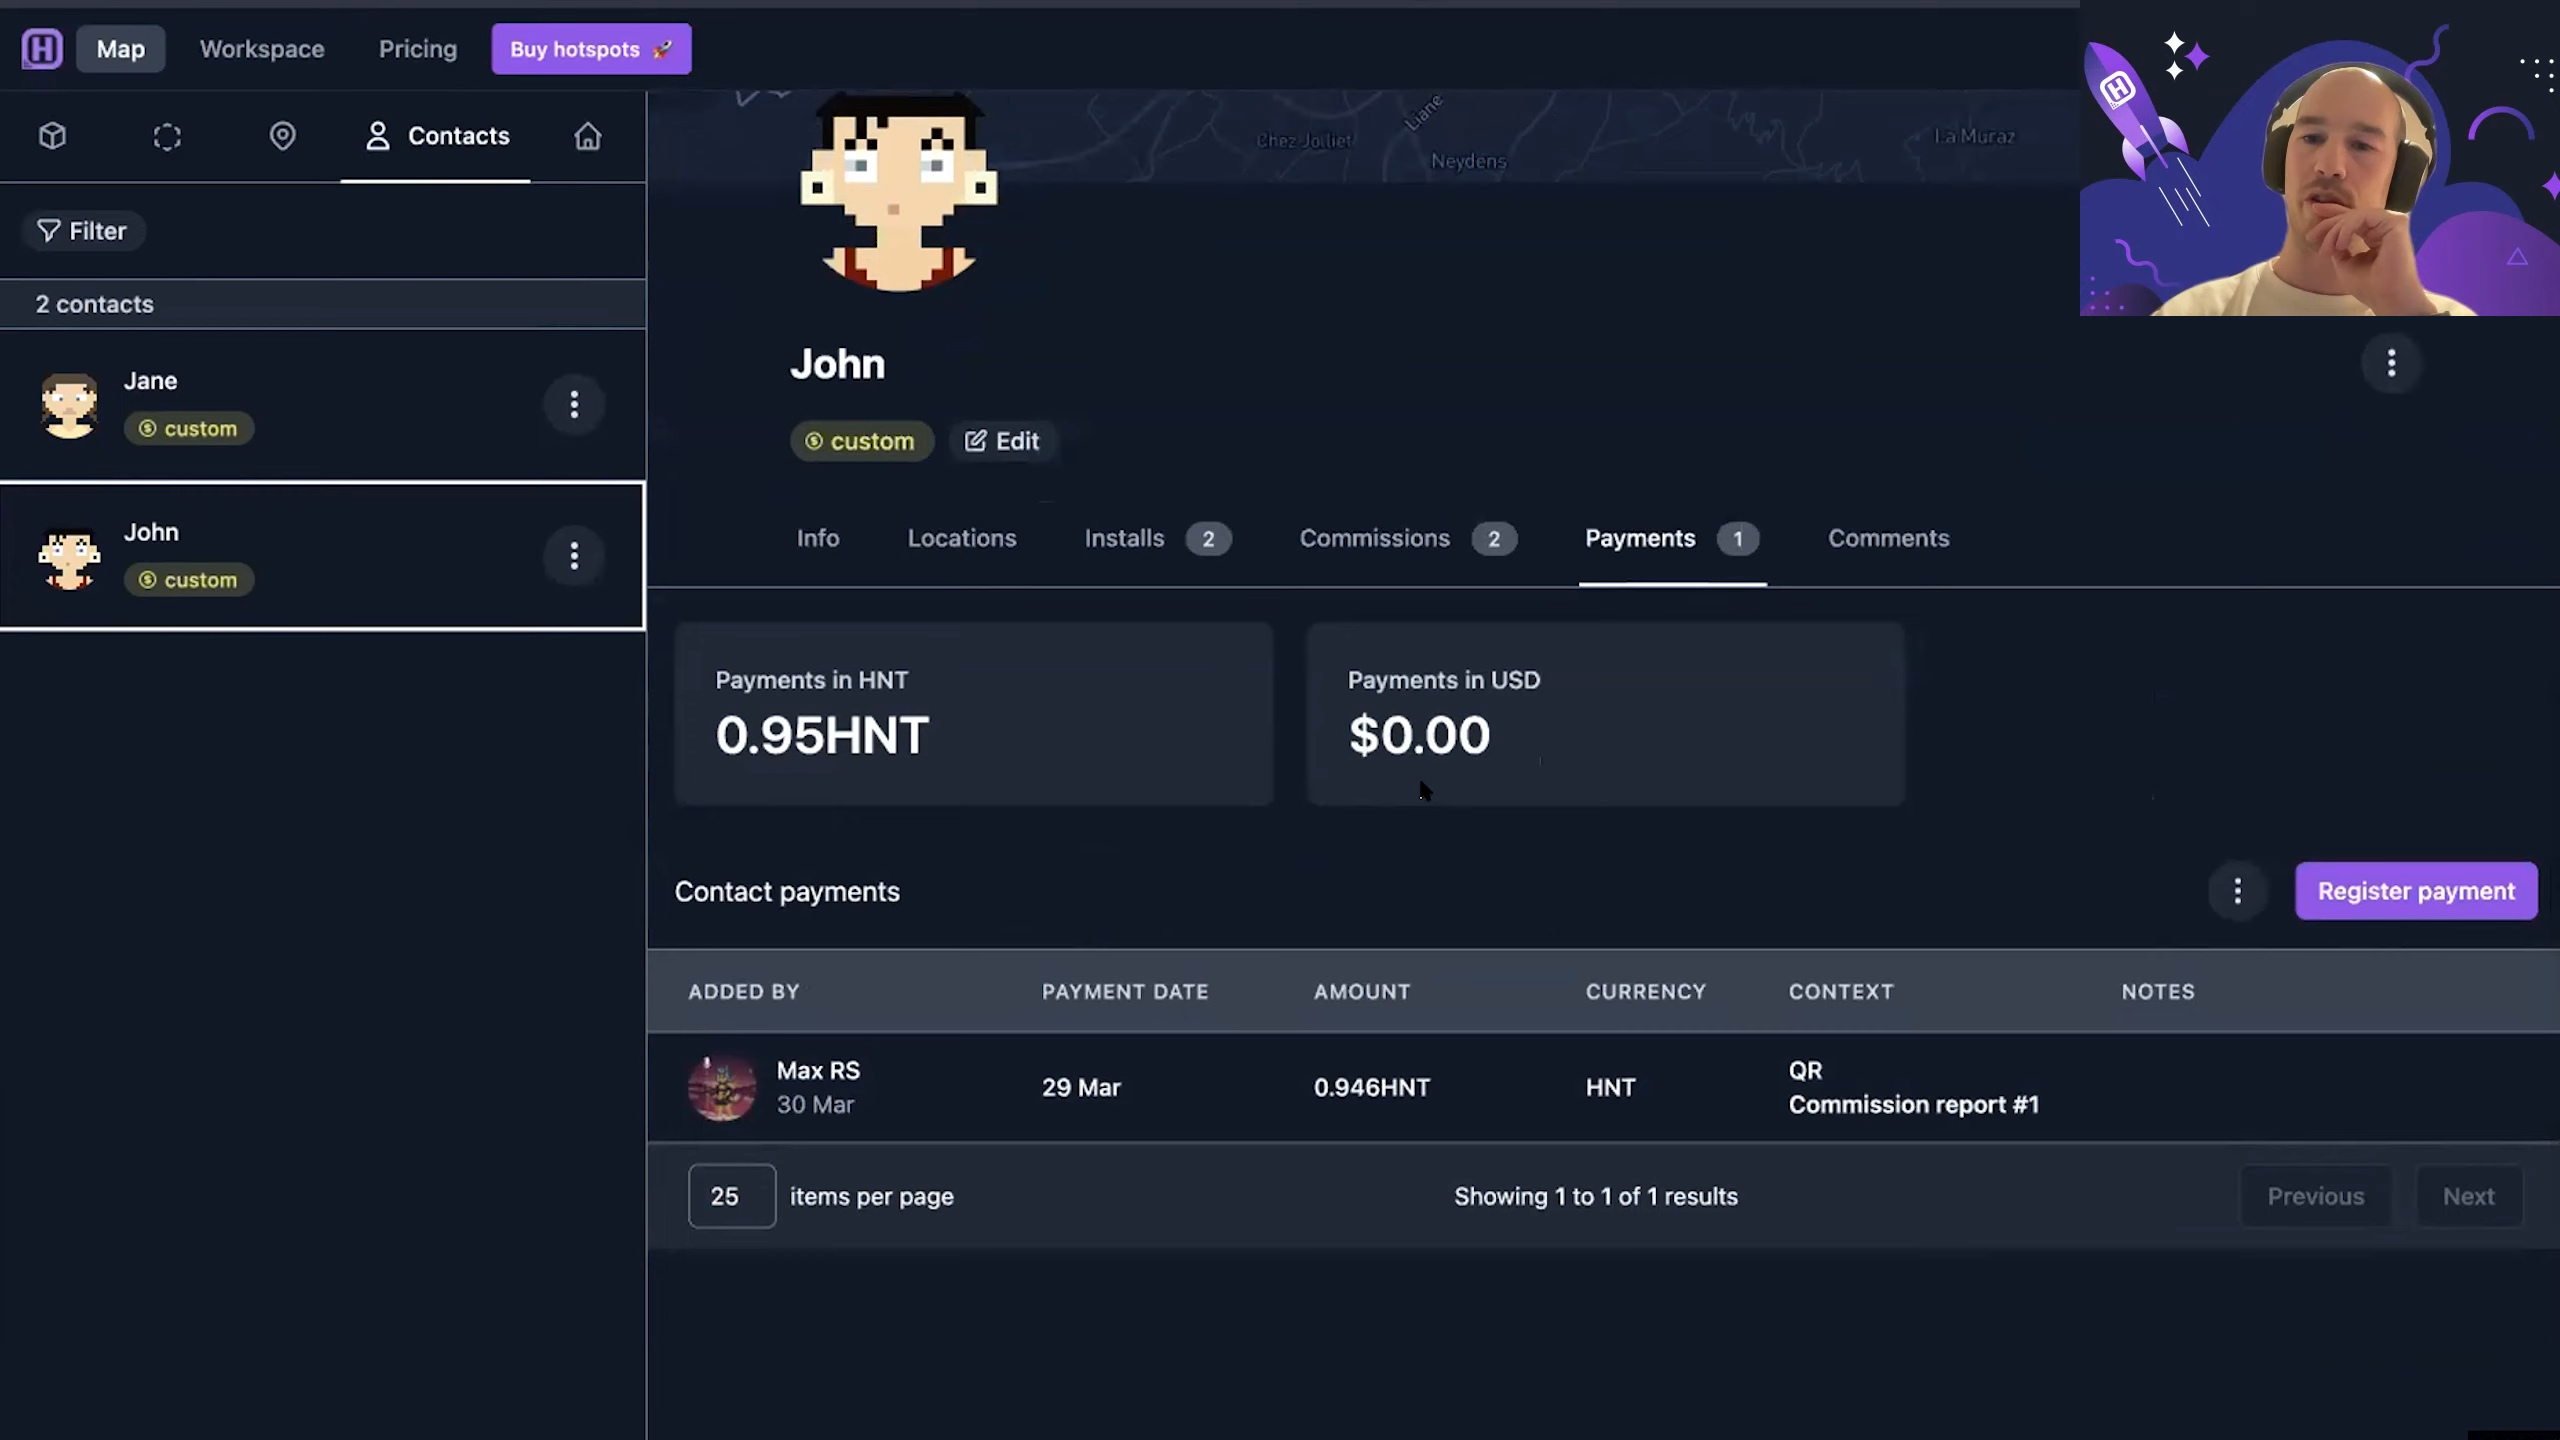 Map
Workspace
Pricing
Buy hotspots
Contacts
Filter
2 contacts
Jane
custom
John
custom
Chez Jolliet
Liane
Neydens
La Muraz
John
custom
Edit
Info
Locations
Installs 2
Commissions 2
Payments 1
Comments
Payments in HNT
0.95HNT
Payments in USD
$0.00
Contact payments
Register payment
ADDED BY
PAYMENT DATE
AMOUNT
CURRENCY
CONTEXT
NOTES
Max RS
30 Mar
29 Mar
0.946HNT
HNT
QR
Commission report #1
25 items per page
Showing 1 to 1 of 1 results
Previous
Next